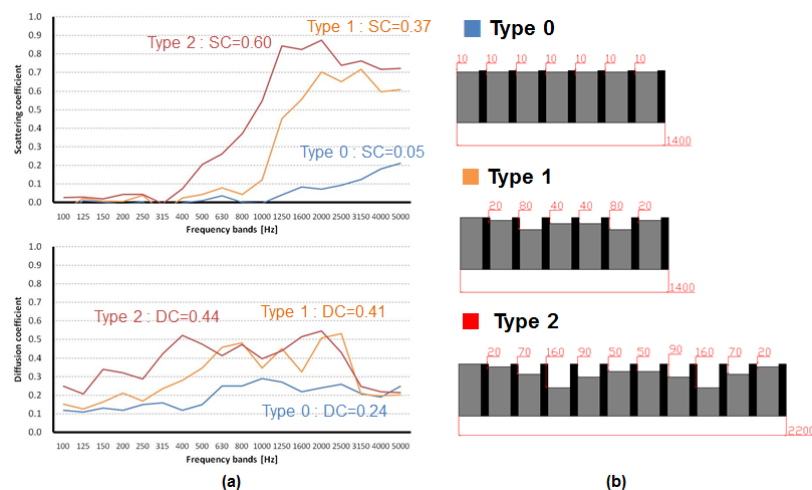 1.0
0.9
0.8
0.7
0.6
0.5
0.4
0.3
0.2
0.1
0.0
Scattering coefficient
Type 2 : SC=0.60
Type 1 : SC=0.37
Type 0 : SC=0.05
100 125 150 200 250 315 400 500 630 800 1000 1250 1600 2000 2500 3150 4000 5000
Frequency bands [Hz]
1.0
0.9
0.8
0.7
0.6
0.5
0.4
0.3
0.2
0.1
0.0
Diffusion coefficient
Type 2 : DC=0.44
Type 1 : DC=0.41
Type 0 : DC=0.24
100 125 150 200 250 315 400 500 630 800 1000 1250 1600 2000 2500 3150 4000 5000
Frequency bands [Hz]
(a)
Type 0
10 10 10 10 10 10 10
1400
Type 1
20 80 40 40 80 20
1400
Type 2
20 70 160 90 50 50 90 160 70 20
2200
(b)